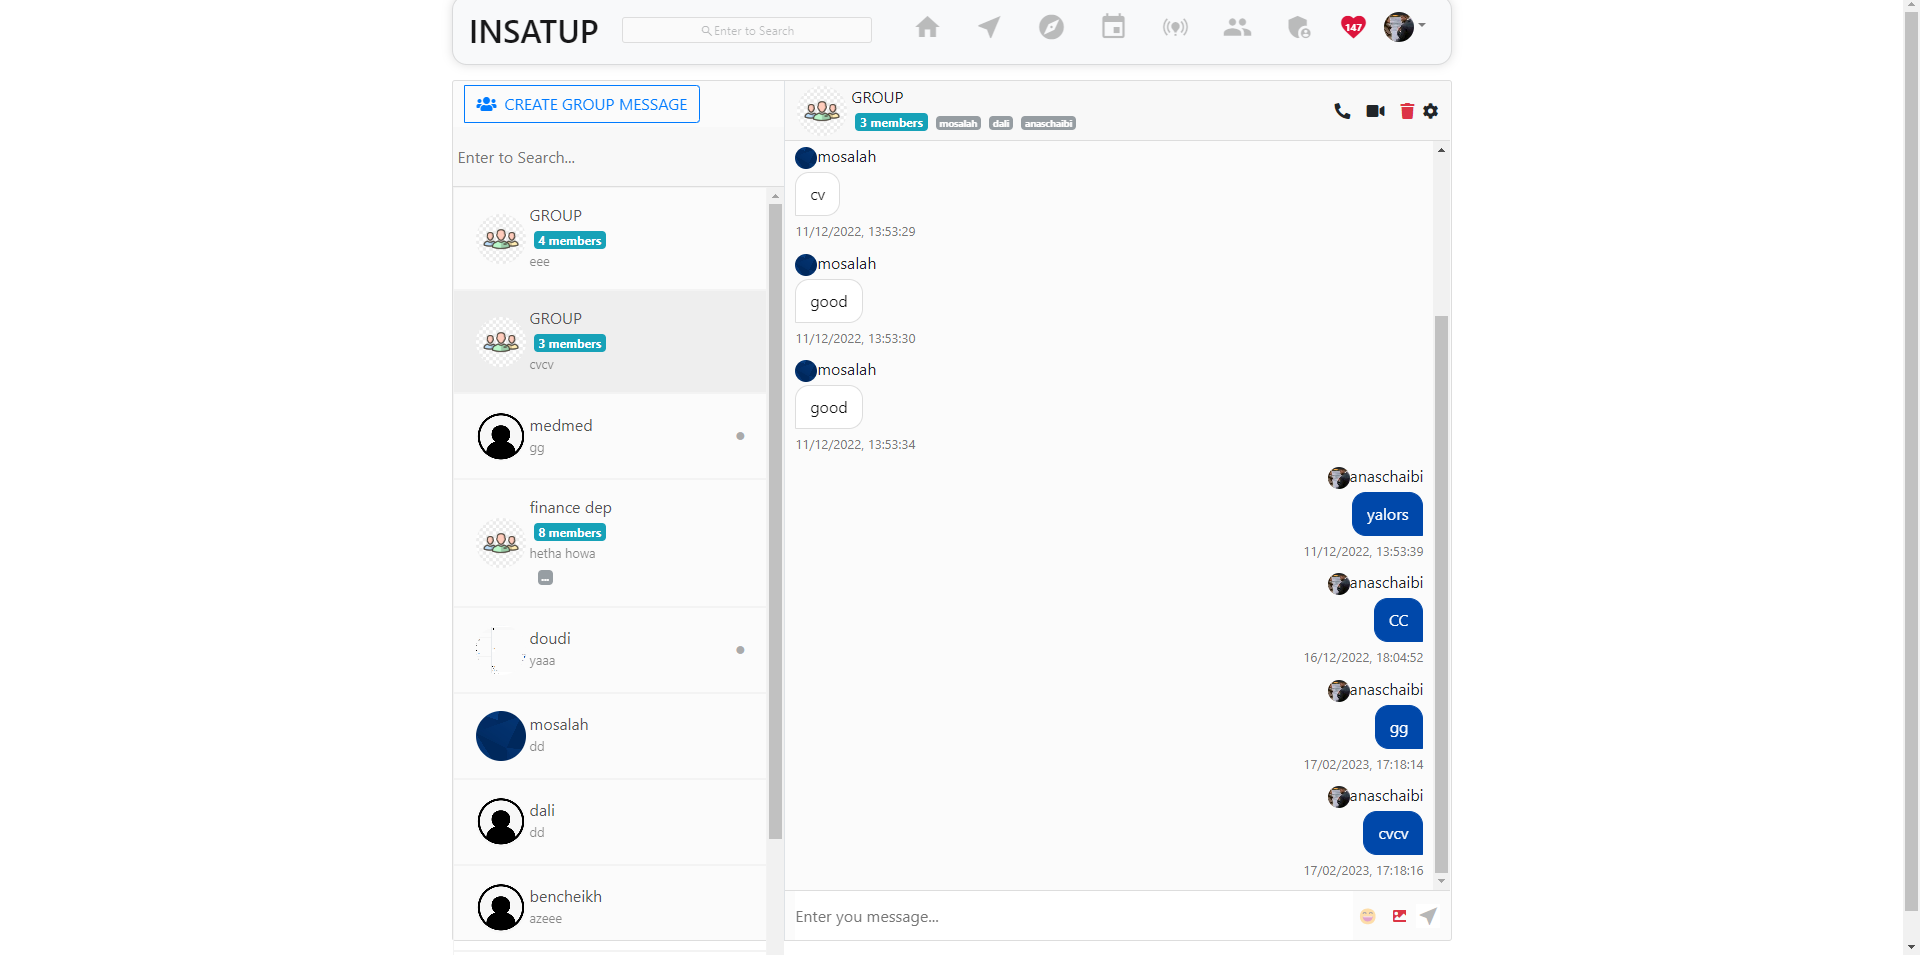 INSATUP
Enter to Search
147
CREATE GROUP MESSAGE
Enter to Search...
GROUP
4 members
eee
GROUP
3 members
cvcv
medmed
gg
finance dep
8 members
hetha howa
...
doudi
yaaa
mosalah
dd
dali
dd
bencheikh
azeee
GROUP
3 members mosalah dali anaschaibi
mosalah
cv
11/12/2022, 13:53:29
mosalah
good
11/12/2022, 13:53:30
mosalah
good
11/12/2022, 13:53:34
anaschaibi
yalors
11/12/2022, 13:53:39
anaschaibi
CC
16/12/2022, 18:04:52
anaschaibi
gg
17/02/2023, 17:18:14
anaschaibi
cvcv
17/02/2023, 17:18:16
Enter you message...